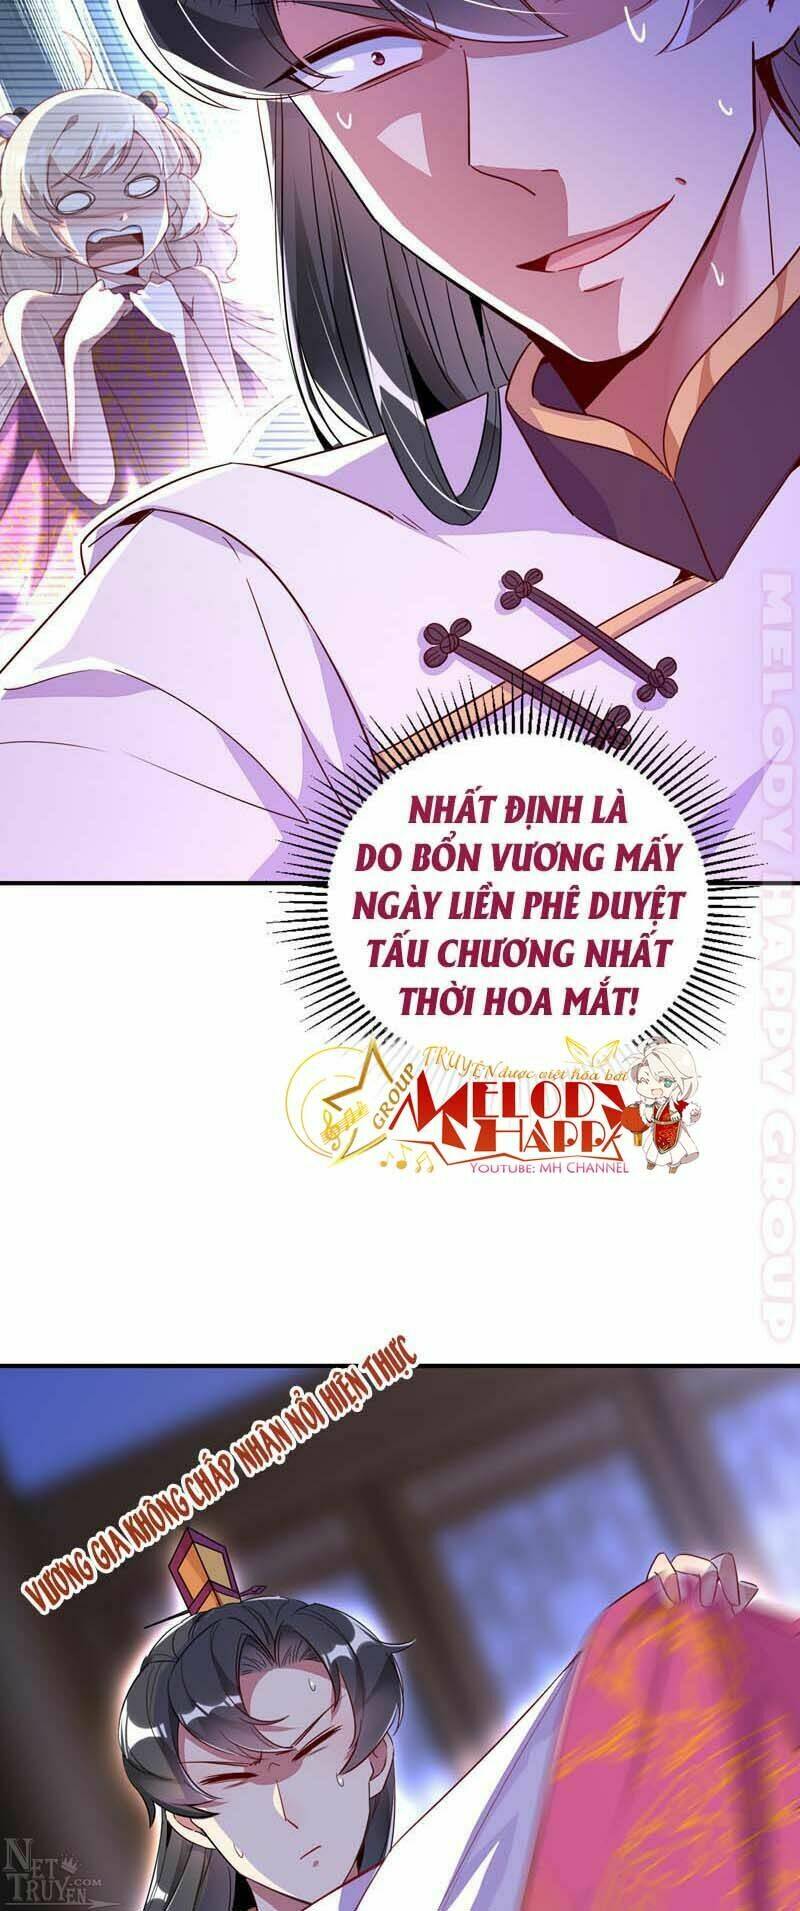 NHẤT ĐỊNH LÀ
DO BỔN VƯƠNG MẤY
NGÀY LIỀN PHÊ DUYỆT
TẤU CHƯƠNG NHẤT
THỜI HOA MẮT!
TRUYỆN được việt hóa bởi
GROUP
MELODY
HAPPY
YOUTUBE: MH CHANNEL
MELODY HAPPY GROUP
VƯƠNG GIA KHÔNG CHẤP NHẬN NỔI HIỆN THỰC
NET
TRUYEN.COM